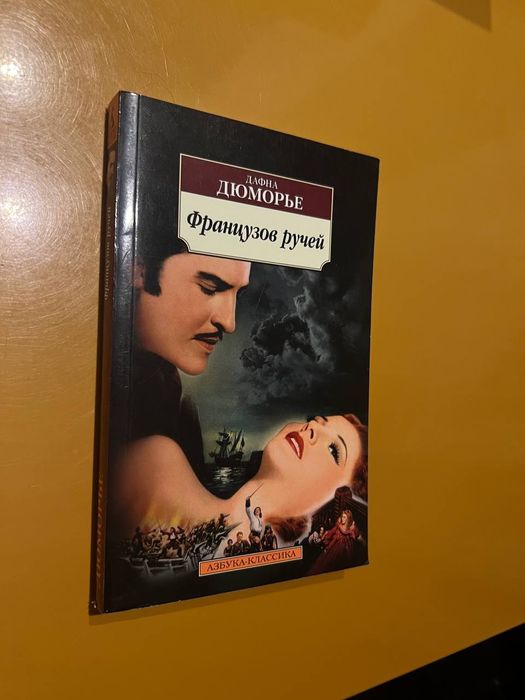 ДАФНА
ДЮМОРЬЕ
Французов ручей
АЗБУКА-КЛАССИКА